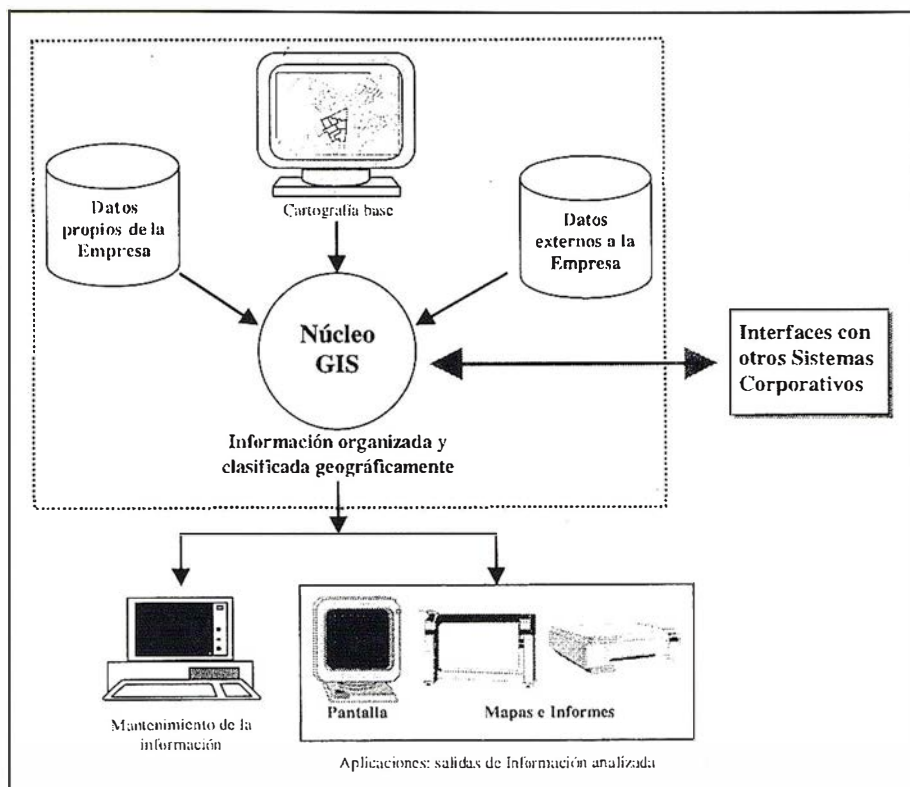 Cartografía base
Datos
propios de la
Empresa
Datos
externos a la
Empresa
Núcleo
GIS
Interfaces con
otros Sistemas
Corporativos
Información organizada y
clasificada geográficamente
Mantenimiento de la
información
Pantalla
Mapas e Informes
Aplicaciones: salidas de Información analizada